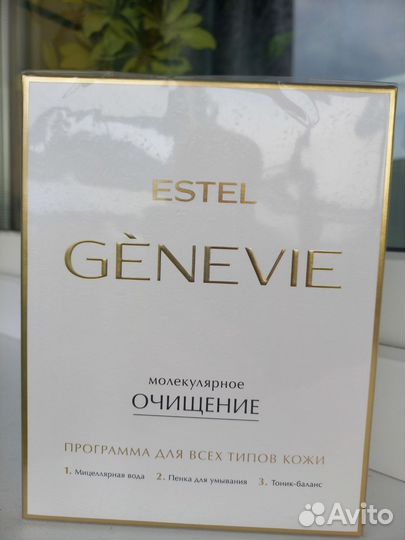 ESTEL
GÈNEVIE
молекулярное
ОЧИЩЕНИЕ
ПРОГРАММА ДЛЯ ВСЕХ ТИПОВ КОЖИ
1. Мицеллярная вода 2. Пенка для умывания 3. Тоник-баланс
Avito